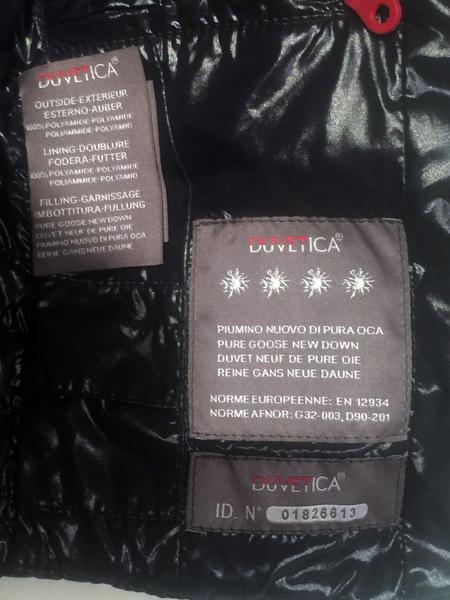 DUVETICA®
OUTSIDE-EXTERIEUR
ESTERNO-AUBER
100% POLYAMIDE-POLYAMIDE
POLIAMMIDE-POLYAMID
LINING-DOUBLURE
FODERA-FUTTER
100% POLYAMIDE-POLYAMIDE
POLIAMMIDE-POLYAMID
FILLING-GARNISSAGE
IMBOTTITURA-FULLUNG
PURE GOOSE NEW DOWN
DUVET NEUF DE PURE OIE
PIUMINO NUOVO DI PURA OCA
REINE GANS NEUE DAUNE
DUVETICA®
PIUMINO NUOVO DI PURA OCA
PURE GOOSE NEW DOWN
DUVET NEUF DE PURE OIE
REINE GANS NEUE DAUNE
NORME EUROPEENNE: EN 12934
NORME AFNOR: G32-003, D90-201
DUVETICA®
ID. N° 01826613